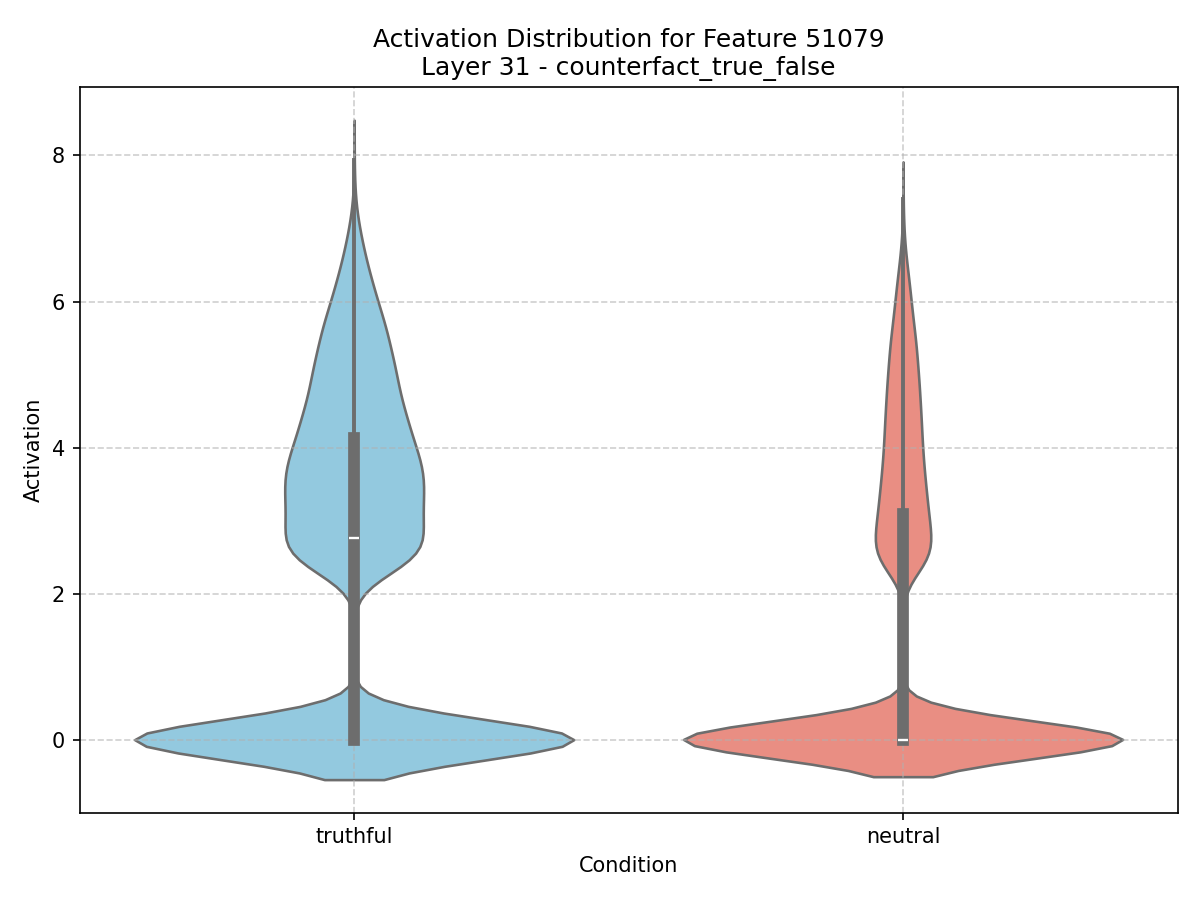 Activation Distribution for Feature 51079
Layer 31 - counterfact_true_false
8
6
4
2
0
Activation
truthful
neutral
Condition